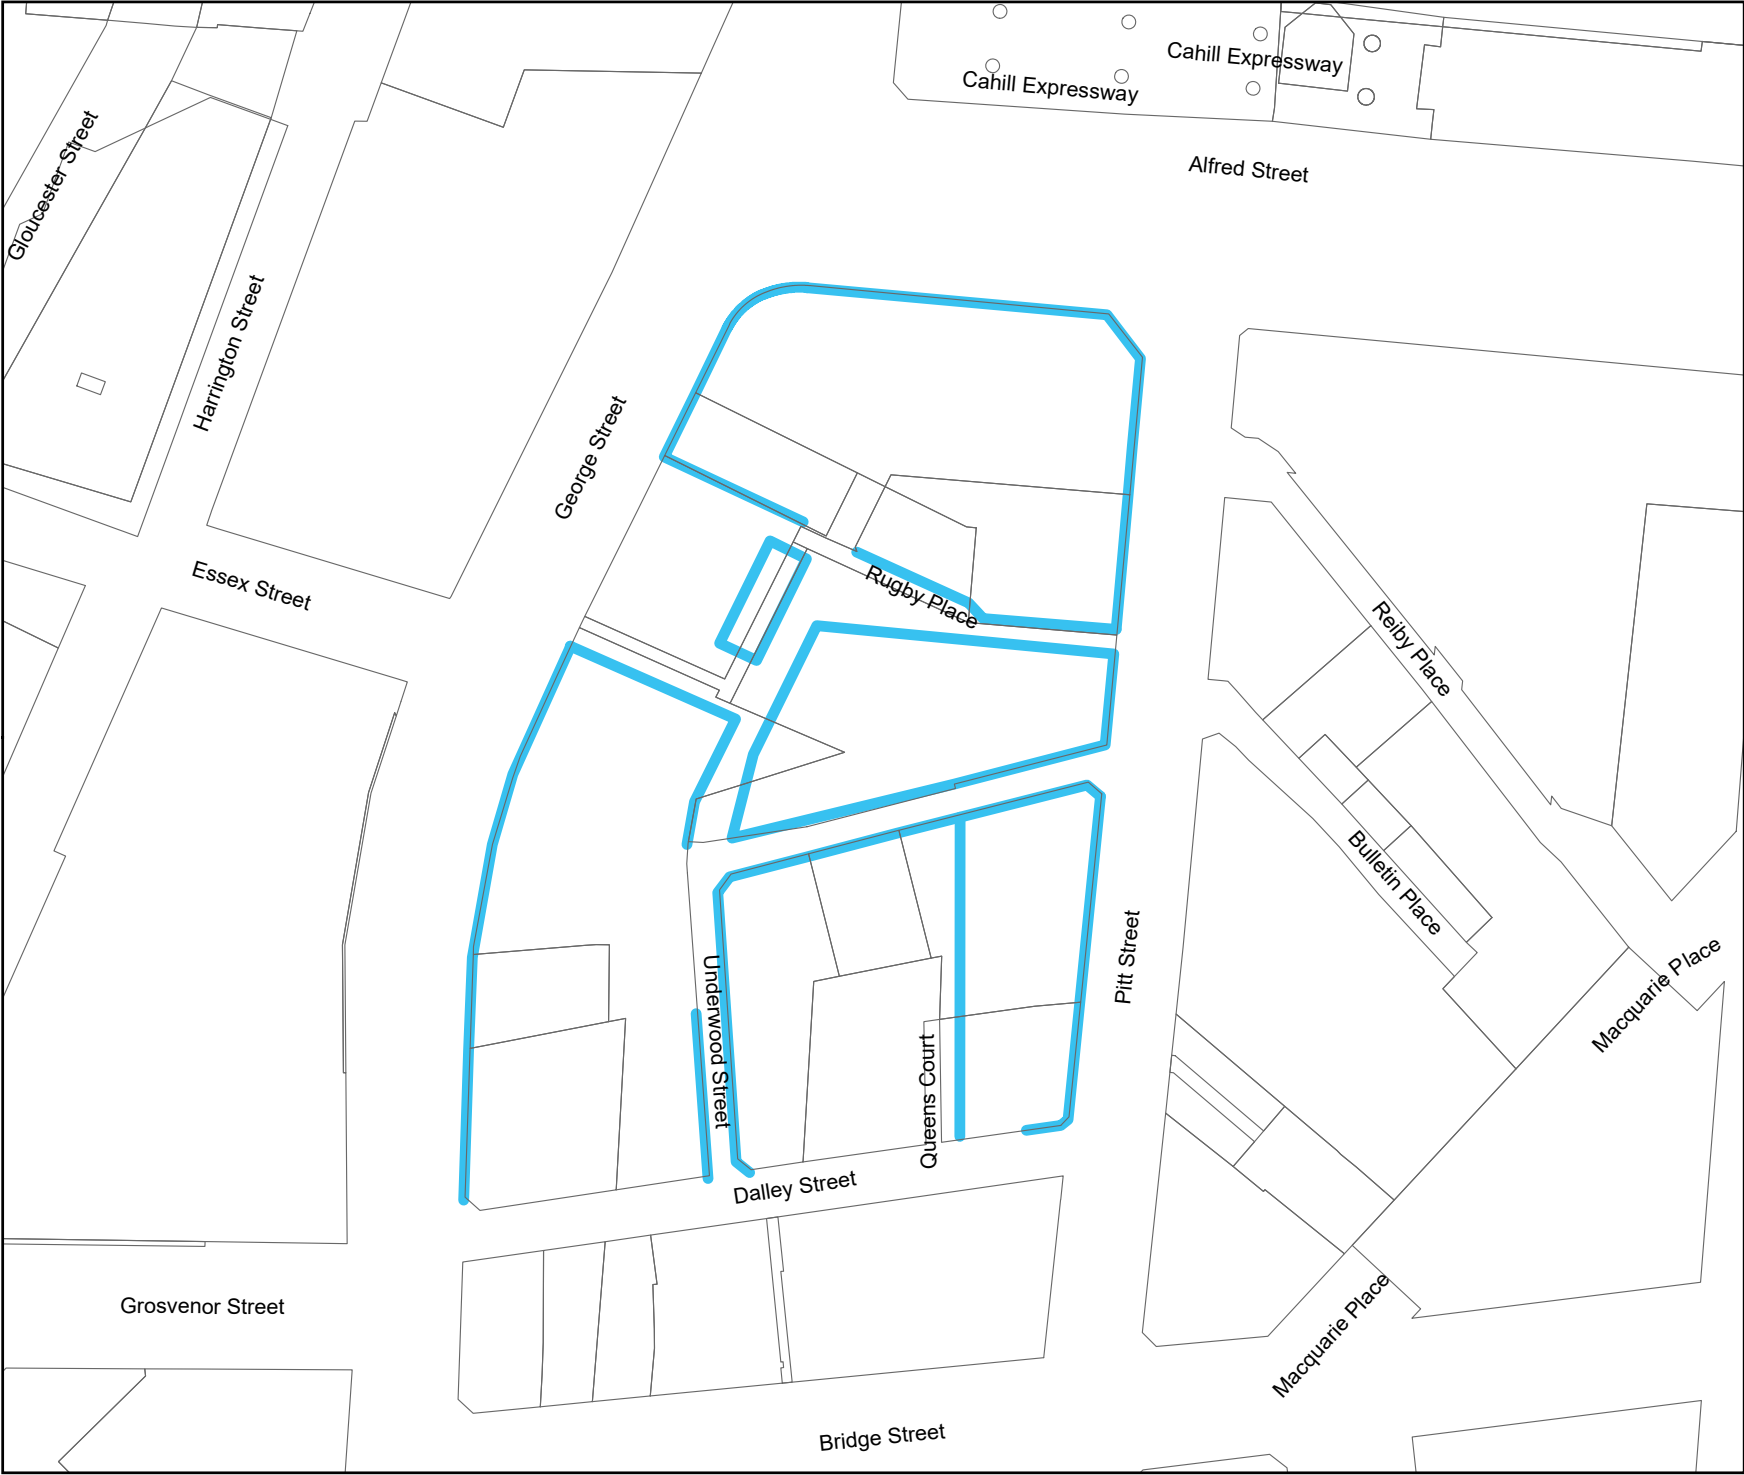 Cahill Expressway
Cahill Expressway
Alfred Street
Gloucester Street
Harrington Street
George Street
Essex Street
Rugby Place
Reiby Place
Bulletin Place
Pitt Street
Macquarie Place
Underwood Street
Queens Court
Dalley Street
Grosvenor Street
Macquarie Place
Bridge Street